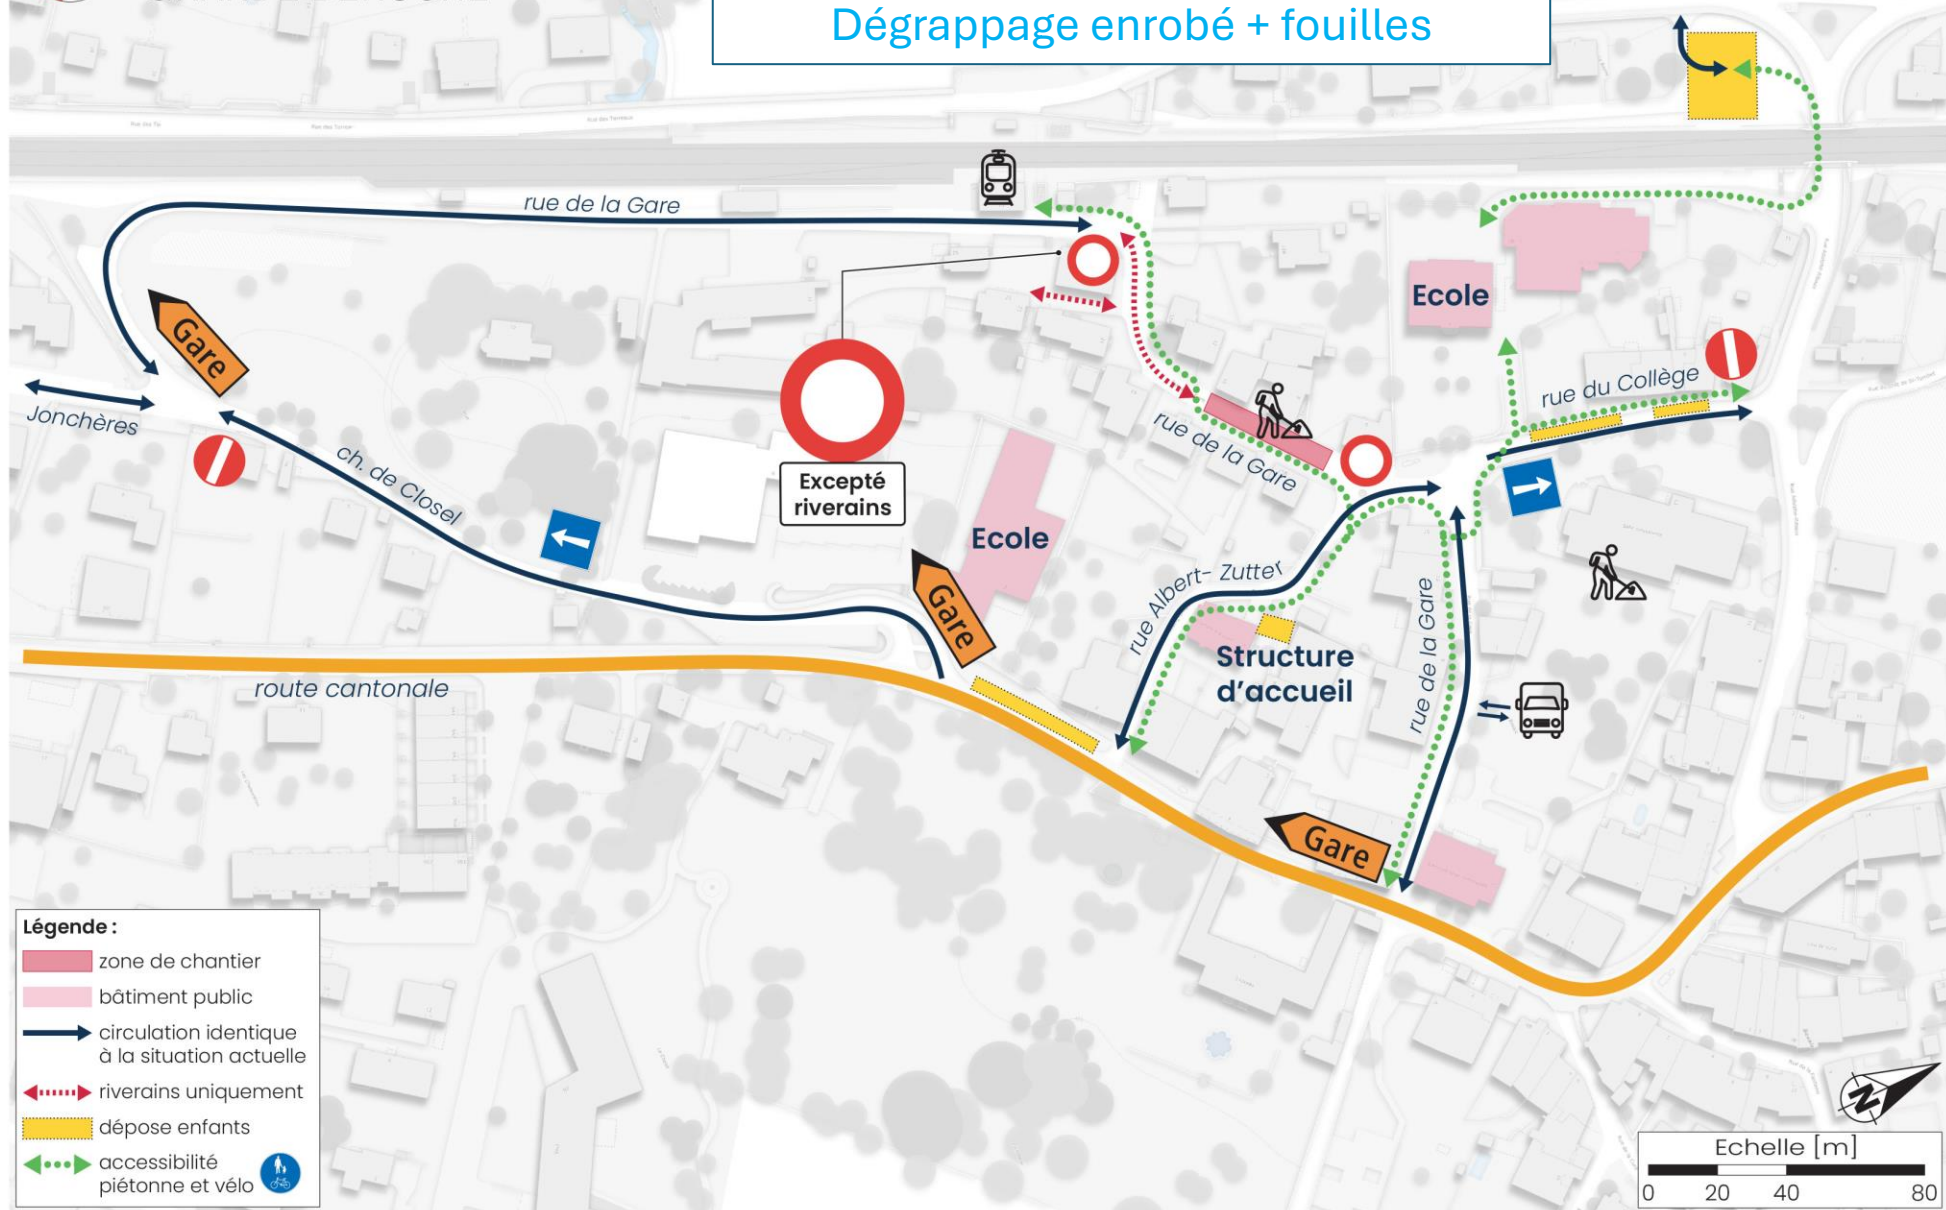 Dégrappage enrobé + fouilles
rue de la Gare
Gare
Jonchères
ch. de Closel
Excepté
riverains
Ecole
Ecole
rue du Collège
rue de la Gare
rue Albert- Zutter
Structure
d'accueil
rue de la Gare
Gare
route cantonale
Gare
Légende :
zone de chantier
bâtiment public
circulation identique
à la situation actuelle
riverains uniquement
dépose enfants
accessibilité
piétonne et vélo
N
Echelle [m]
0 20 40 80